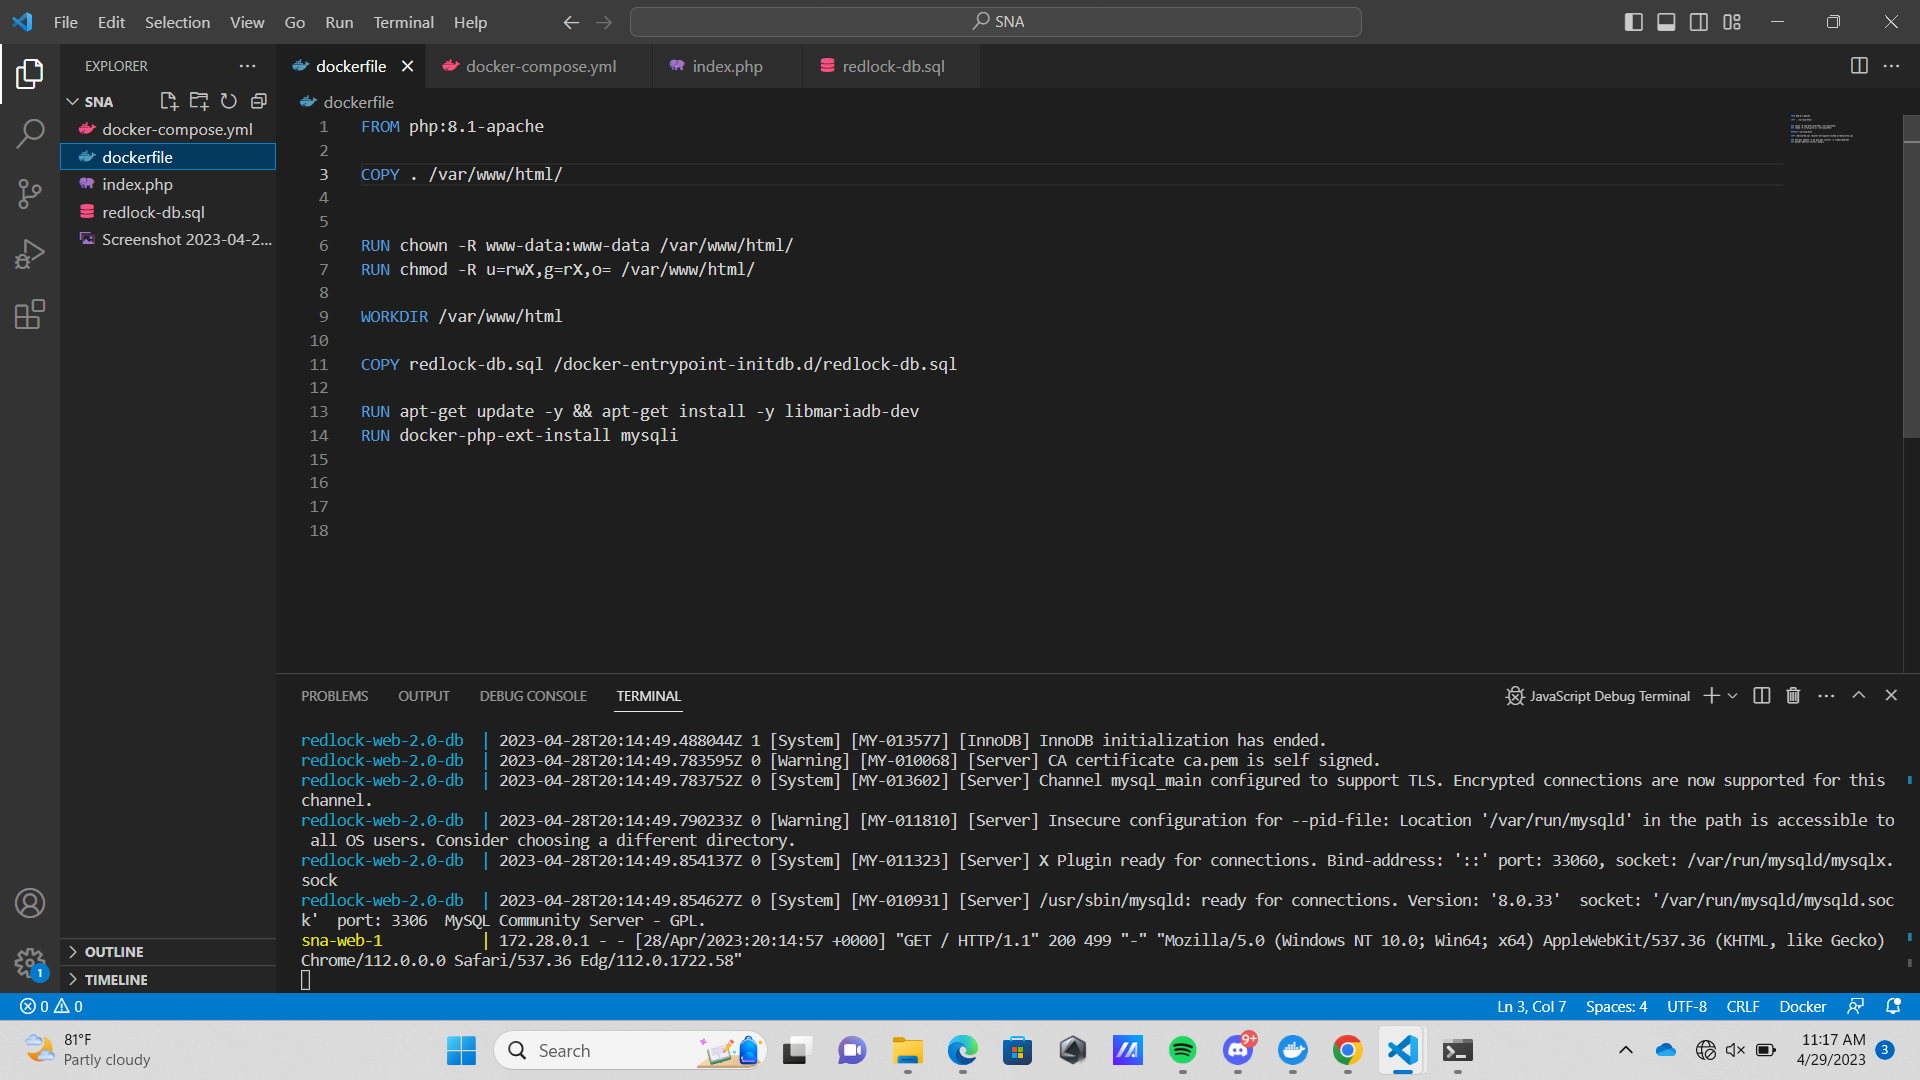 File Edit Selection View Go Run Terminal Help
SNA
EXPLORER
dockerfile
docker-compose.yml
index.php
redlock-db.sql
SNA
docker-compose.yml
dockerfile
index.php
redlock-db.sql
Screenshot 2023-04-2...
OUTLINE
TIMELINE
dockerfile
1 FROM php:8.1-apache
2
3 COPY . /var/www/html/
4
5
6 RUN chown -R www-data:www-data /var/www/html/
7 RUN chmod -R u=rwX,g=rX,o= /var/www/html/
8
9 WORKDIR /var/www/html
10
11 COPY redlock-db.sql /docker-entrypoint-initdb.d/redlock-db.sql
12
13 RUN apt-get update -y && apt-get install -y libmariadb-dev
14 RUN docker-php-ext-install mysqli
15
16
17
18
PROBLEMS OUTPUT DEBUG CONSOLE TERMINAL
JavaScript Debug Terminal
redlock-web-2.0-db | 2023-04-28T20:14:49.488044Z 1 [System] [MY-013577] [InnoDB] InnoDB initialization has ended.
redlock-web-2.0-db | 2023-04-28T20:14:49.783595Z 0 [Warning] [MY-010068] [Server] CA certificate ca.pem is self signed.
redlock-web-2.0-db | 2023-04-28T20:14:49.783752Z 0 [System] [MY-013602] [Server] Channel mysql_main configured to support TLS. Encrypted connections are now supported for this
channel.
redlock-web-2.0-db | 2023-04-28T20:14:49.790233Z 0 [Warning] [MY-011810] [Server] Insecure configuration for --pid-file: Location '/var/run/mysqld' in the path is accessible to
all OS users. Consider choosing a different directory.
redlock-web-2.0-db | 2023-04-28T20:14:49.854137Z 0 [System] [MY-011323] [Server] X Plugin ready for connections. Bind-address: '::' port: 33060, socket: /var/run/mysqld/mysqlx.
sock
redlock-web-2.0-db | 2023-04-28T20:14:49.854627Z 0 [System] [MY-010931] [Server] /usr/sbin/mysqld: ready for connections. Version: '8.0.33'  socket: '/var/run/mysqld/mysqld.soc
k'  port: 3306  MySQL Community Server - GPL.
sna-web-1 | 172.28.0.1 - - [28/Apr/2023:20:14:57 +0000] "GET / HTTP/1.1" 200 499 "-" "Mozilla/5.0 (Windows NT 10.0; Win64; x64) AppleWebKit/537.36 (KHTML, like Gecko)
Chrome/112.0.0.0 Safari/537.36 Edg/112.0.1722.58"
1
0 0
Ln 3, Col 7 Spaces: 4 UTF-8 CRLF Docker
81°F
Partly cloudy
Search
9+
11:17 AM
4/29/2023
3